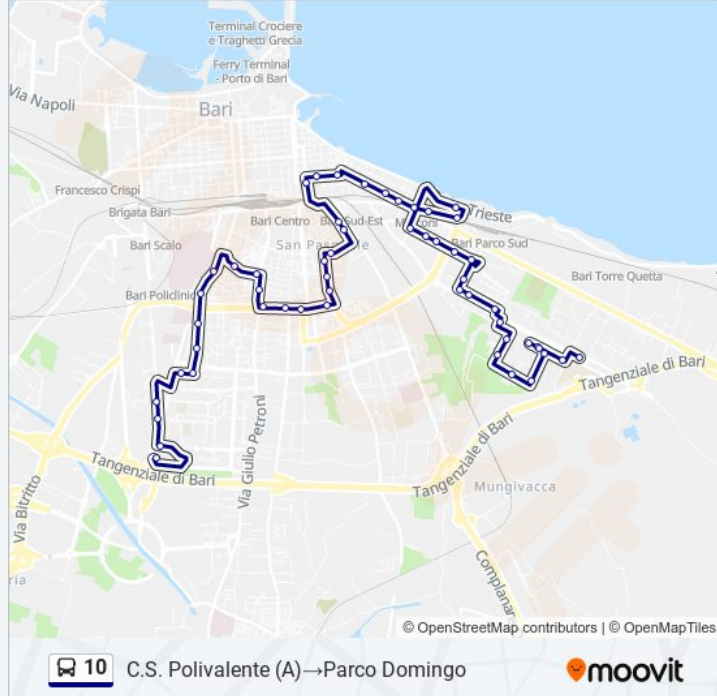 Terminal Crociere
e Traghetti Grecia
Ferry Terminal
- Porto di Bari
Via Napoli
Bari
Francesco Crispi
Brigata Bari
Bari Centro
Bari Sud-Est
Marconi
Trieste
Bari Scalo
San Pasquale
Bari Parco Sud
Bari Torre Quetta
Bari Policlinico
Tangenziale di Bari
Via Giulio Petroni
Tangenziale di Bari
Tangenziale di Bari
Mungivacca
Via Bitritto
Complanare
© OpenStreetMap contributors | © OpenMapTiles
10 C.S. Polivalente (A)→Parco Domingo
moovit